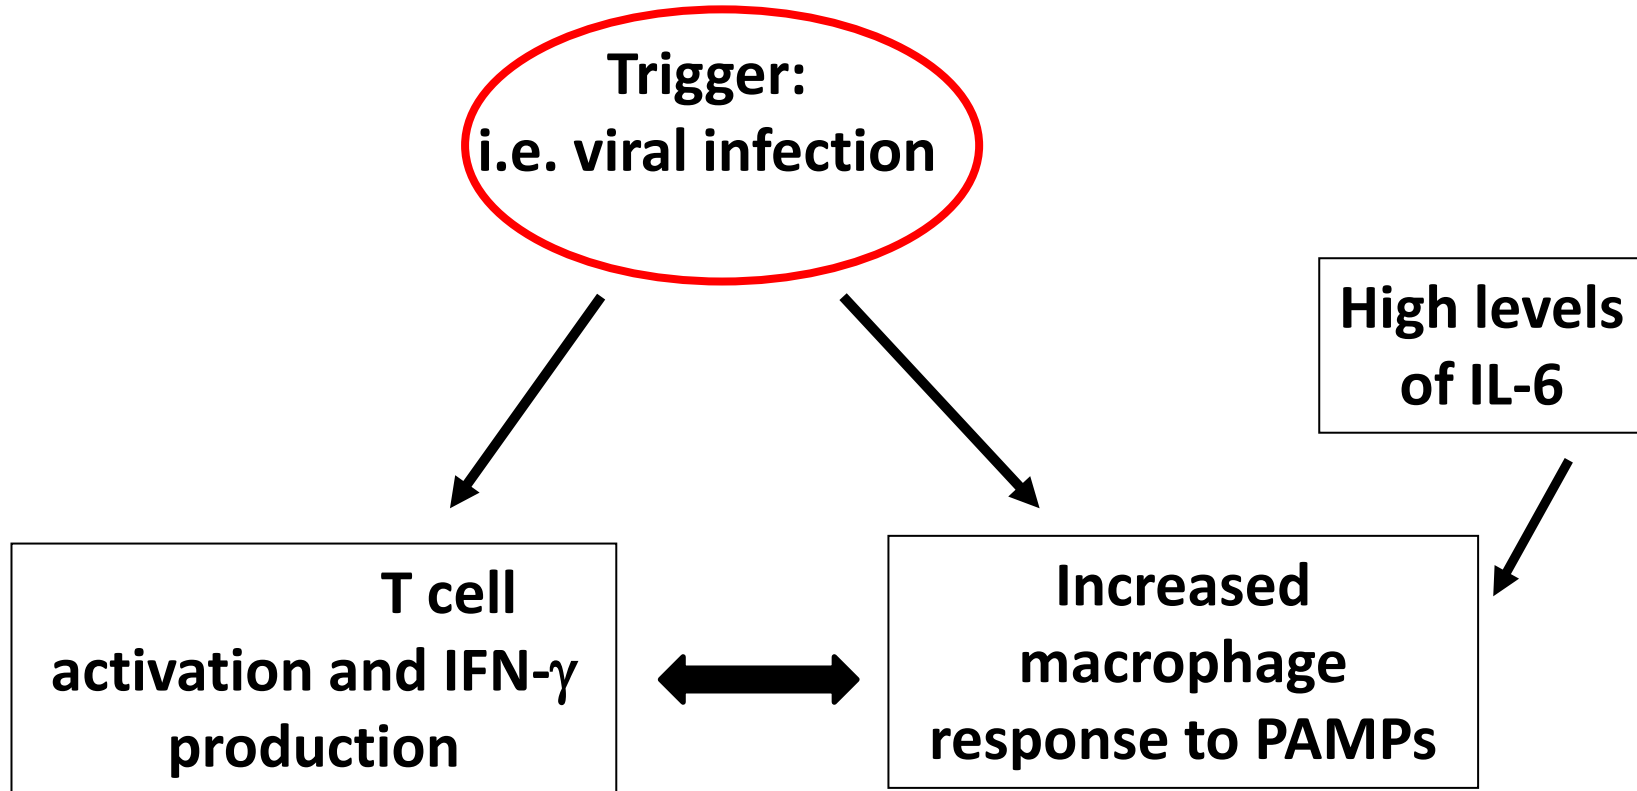 Trigger:
i.e. viral infection
High levels
of IL-6
T cell
activation and IFN-γ
production
Increased
macrophage
response to PAMPs